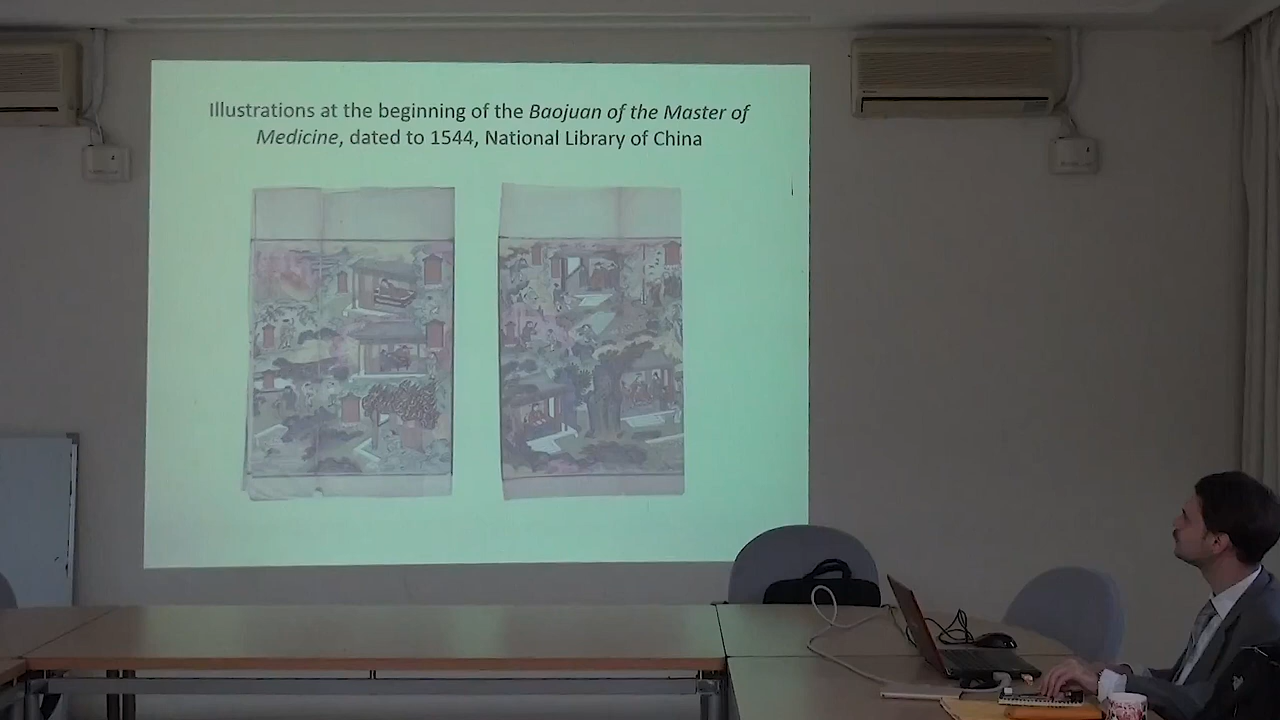 Illustrations at the beginning of the Baojuan of the Master of
Medicine, dated to 1544, National Library of China